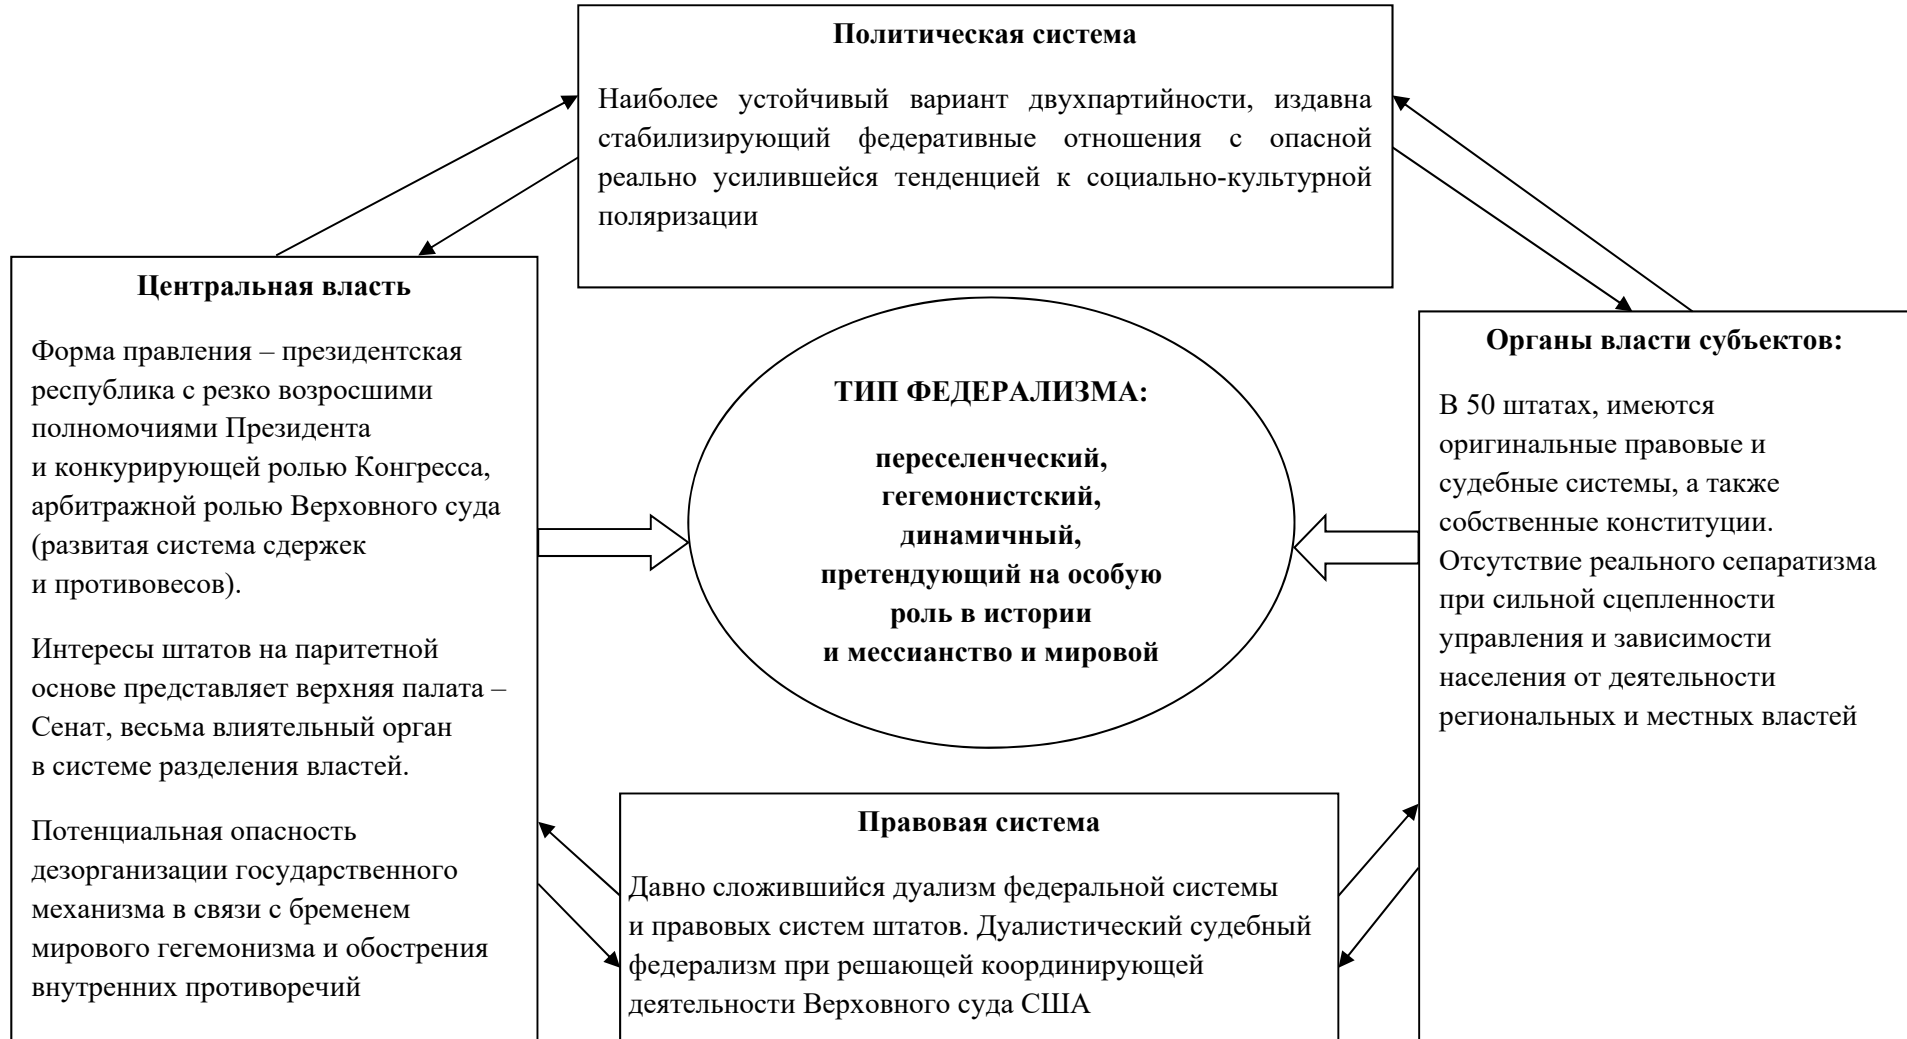 Политическая система
Наиболее устойчивый вариант двухпартийности, издавна
стабилизирующий федеративные отношения с опасной
реально усилившейся тенденцией к социально-культурной
поляризации
Центральная власть
Форма правления – президентская
республика с резко возросшими
полномочиями Президента
и конкурирующей ролью Конгресса,
арбитражной ролью Верховного суда
(развитая система сдержек
и противовесов).
Интересы штатов на паритетной
основе представляет верхняя палата –
Сенат, весьма влиятельный орган
в системе разделения властей.
Потенциальная опасность
дезорганизации государственного
механизма в связи с бременем
мирового гегемонизма и обострения
внутренних противоречий
ТИП ФЕДЕРАЛИЗМА:
переселенческий,
гегемонистский,
динамичный,
претендующий на особую
роль в истории
и мессианство и мировой
Органы власти субъектов:
В 50 штатах, имеются
оригинальные правовые и
судебные системы, а также
собственные конституции.
Отсутствие реального сепаратизма
при сильной сцепленности
управления и зависимости
населения от деятельности
региональных и местных властей
Правовая система
Давно сложившийся дуализм федеральной системы
и правовых систем штатов. Дуалистический судебный
федерализм при решающей координирующей
деятельности Верховного суда США